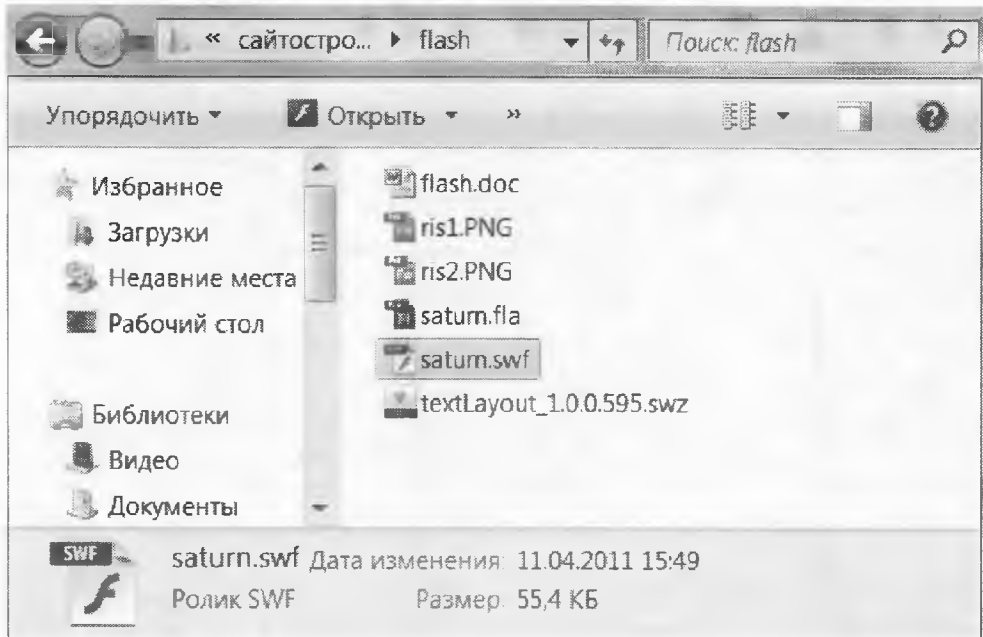 « сайтостро... ▸ flash Поиск: flash
Упорядочить Открыть »
Избранное
Загрузки
Недавние места
Рабочий стол
Библиотеки
Видео
Документы
flash.doc
ris1.PNG
ris2.PNG
saturn.fla
saturn.swf
textLayout_1.0.0.595.swz
SWF
saturn.swf Дата изменения: 11.04.2011 15:49
Ролик SWF Размер: 55,4 КБ